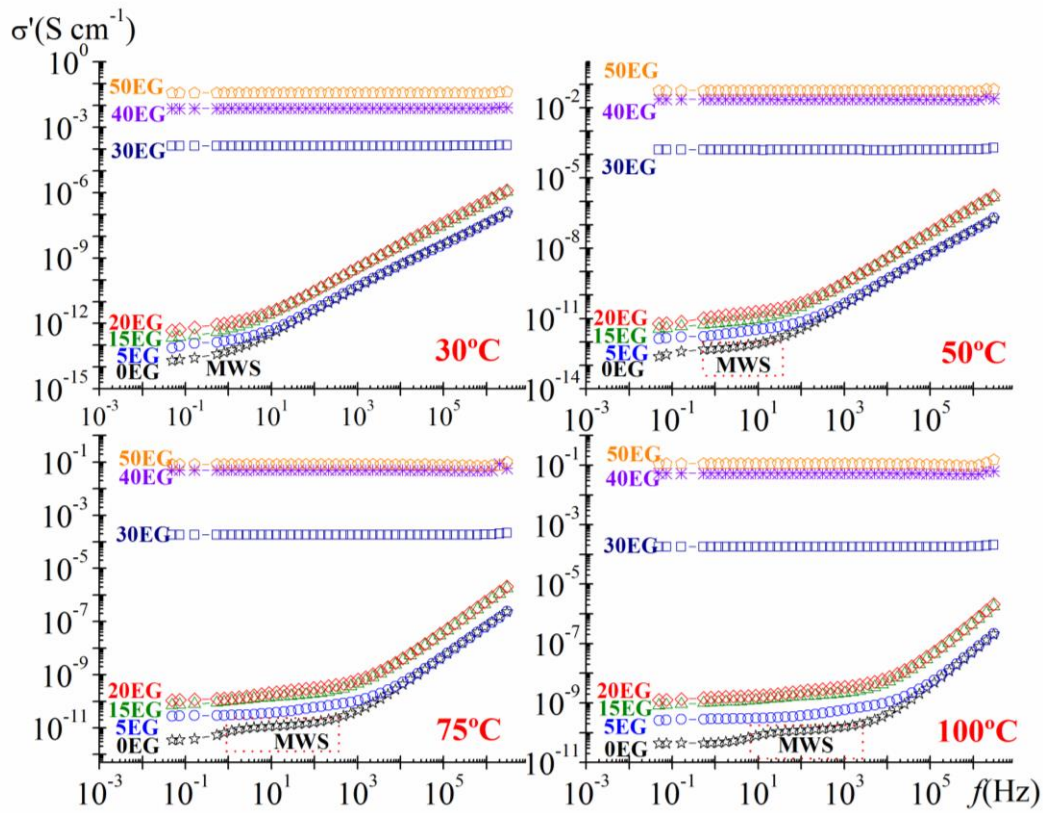 σ'(S cm⁻¹)
10⁰
10⁻³
10⁻⁶
10⁻⁹
10⁻¹²
10⁻¹⁵
50EG
40EG
30EG
20EG
15EG
5EG
0EG
MWS
30ºC
10⁻³ 10⁻¹ 10¹ 10³ 10⁵
10⁻²
10⁻⁵
10⁻⁸
10⁻¹¹
10⁻¹⁴
50EG
40EG
30EG
20EG
15EG
5EG
0EG
MWS
50ºC
10⁻³ 10⁻¹ 10¹ 10³ 10⁵
10⁻¹
10⁻³
10⁻⁵
10⁻⁷
10⁻⁹
10⁻¹¹
50EG
40EG
30EG
20EG
15EG
5EG
0EG
MWS
75ºC
10⁻³ 10⁻¹ 10¹ 10³ 10⁵
10⁻¹
10⁻³
10⁻⁵
10⁻⁷
10⁻⁹
10⁻¹¹
50EG
40EG
30EG
20EG
15EG
5EG
0EG
MWS
100ºC
10⁻³ 10⁻¹ 10¹ 10³ 10⁵ f(Hz)